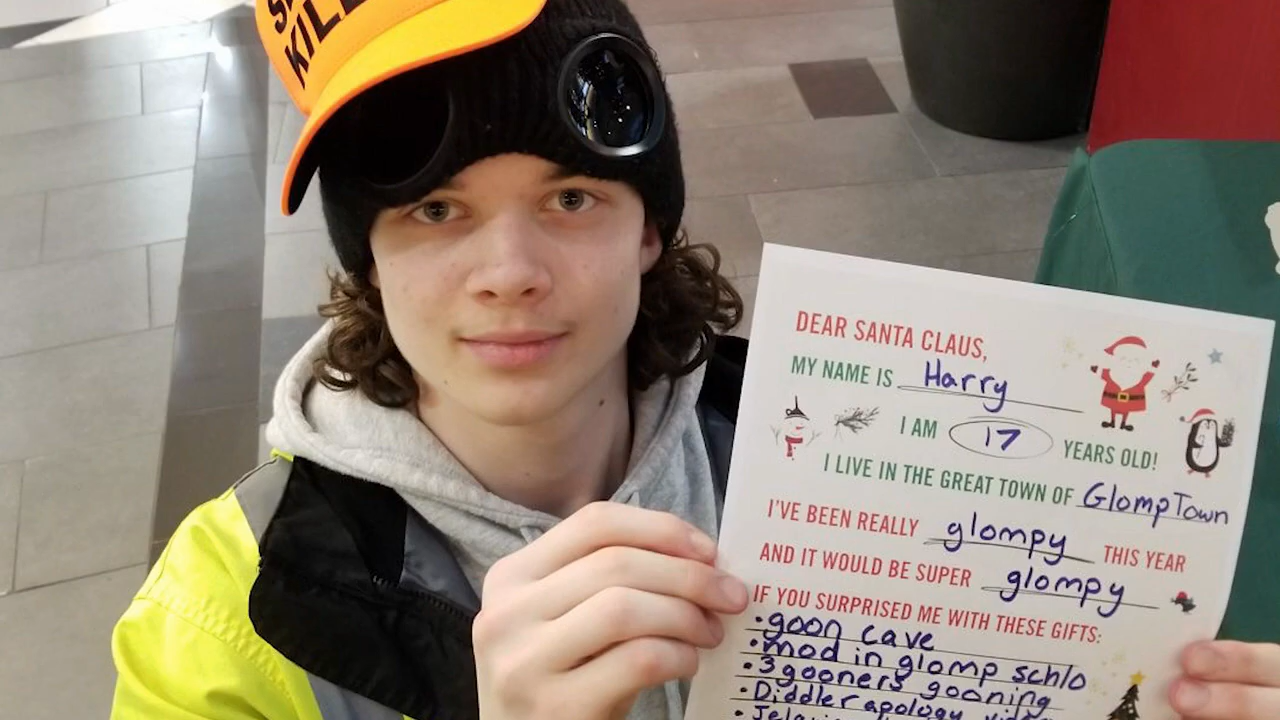 KILL
DEAR SANTA CLAUS,
MY NAME IS Harry
I AM 17 YEARS OLD!
I LIVE IN THE GREAT TOWN OF GlompTown
I'VE BEEN REALLY glompy THIS YEAR
AND IT WOULD BE SUPER glompy
IF YOU SURPRISED ME WITH THESE GIFTS:
• goon cave
• mod in glomp schlo
• 3 gooners gooning
• Diddler apology